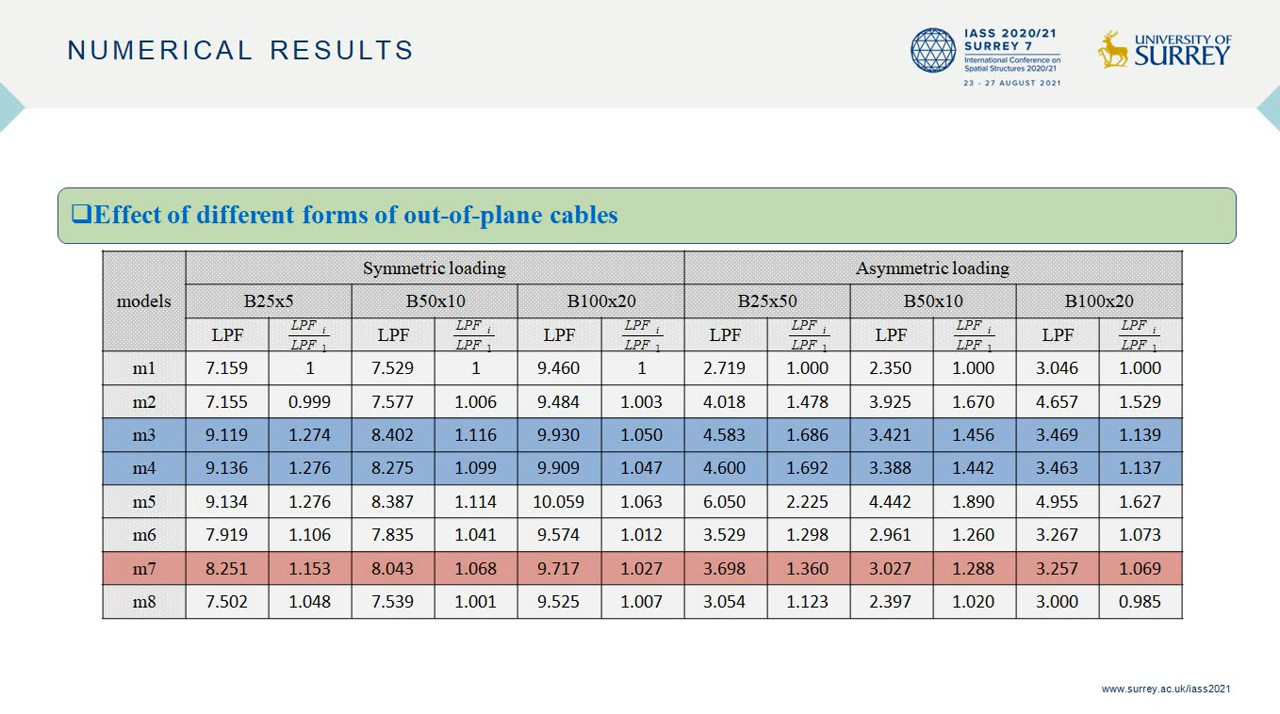 NUMERICAL RESULTS
IASS 2020/21
SURREY 7
International Conference on
Spatial Structures 2020/21
23 - 27 AUGUST 2021
UNIVERSITY OF
SURREY
❑Effect of different forms of out-of-plane cables
models Symmetric loading Asymmetric loading
B25x5 B50x10 B100x20 B25x50 B50x10 B100x20
LPF LPF i / LPF 1 LPF LPF i / LPF 1 LPF LPF i / LPF 1 LPF LPF i / LPF 1 LPF LPF i / LPF 1 LPF LPF i / LPF 1
m1 7.159 1 7.529 1 9.460 1 2.719 1.000 2.350 1.000 3.046 1.000
m2 7.155 0.999 7.577 1.006 9.484 1.003 4.018 1.478 3.925 1.670 4.657 1.529
m3 9.119 1.274 8.402 1.116 9.930 1.050 4.583 1.686 3.421 1.456 3.469 1.139
m4 9.136 1.276 8.275 1.099 9.909 1.047 4.600 1.692 3.388 1.442 3.463 1.137
m5 9.134 1.276 8.387 1.114 10.059 1.063 6.050 2.225 4.442 1.890 4.955 1.627
m6 7.919 1.106 7.835 1.041 9.574 1.012 3.529 1.298 2.961 1.260 3.267 1.073
m7 8.251 1.153 8.043 1.068 9.717 1.027 3.698 1.360 3.027 1.288 3.257 1.069
m8 7.502 1.048 7.539 1.001 9.525 1.007 3.054 1.123 2.397 1.020 3.000 0.985
www.surrey.ac.uk/iass2021